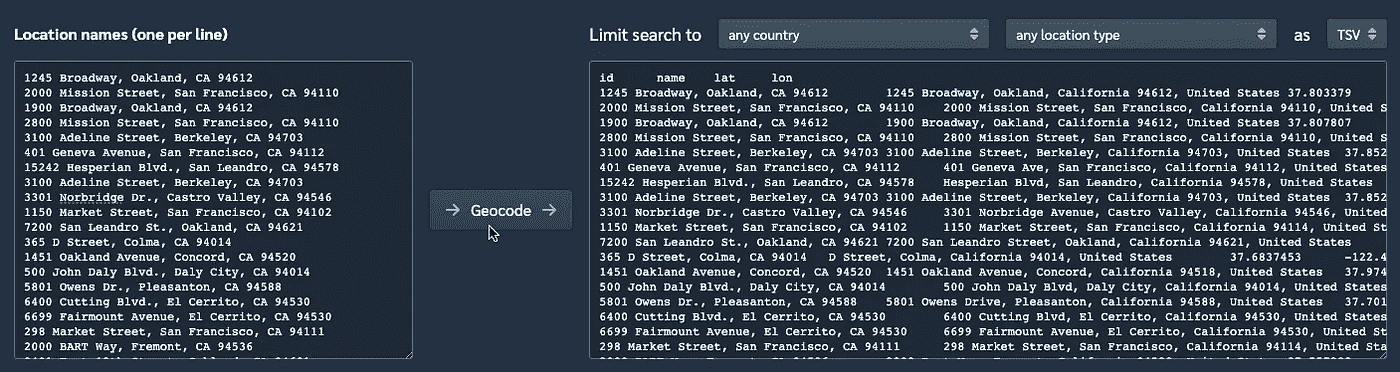 Location names (one per line)
Limit search to any country any location type as TSV
1245 Broadway, Oakland, CA 94612
2000 Mission Street, San Francisco, CA 94110
1900 Broadway, Oakland, CA 94612
2800 Mission Street, San Francisco, CA 94110
3100 Adeline Street, Berkeley, CA 94703
401 Geneva Avenue, San Francisco, CA 94112
15242 Hesperian Blvd., San Leandro, CA 94578
3100 Adeline Street, Berkeley, CA 94703
3301 Norbridge Dr., Castro Valley, CA 94546
1150 Market Street, San Francisco, CA 94102
7200 San Leandro St., Oakland, CA 94621
365 D Street, Colma, CA 94014
1451 Oakland Avenue, Concord, CA 94520
500 John Daly Blvd., Daly City, CA 94014
5801 Owens Dr., Pleasanton, CA 94588
6400 Cutting Blvd., El Cerrito, CA 94530
6699 Fairmount Avenue, El Cerrito, CA 94530
298 Market Street, San Francisco, CA 94111
2000 BART Way, Fremont, CA 94536
→ Geocode →
id name lat lon
1245 Broadway, Oakland, CA 94612 1245 Broadway, Oakland, California 94612, United States 37.803379
2000 Mission Street, San Francisco, CA 94110 2000 Mission Street, San Francisco, California 94110, United S
1900 Broadway, Oakland, CA 94612 1900 Broadway, Oakland, California 94612, United States 37.807807
2800 Mission Street, San Francisco, CA 94110 2800 Mission Street, San Francisco, California 94110, United S
3100 Adeline Street, Berkeley, CA 94703 3100 Adeline Street, Berkeley, California 94703, United States 37.852
401 Geneva Avenue, San Francisco, CA 94112 401 Geneva Ave, San Francisco, California 94112, United States
15242 Hesperian Blvd., San Leandro, CA 94578 Hesperian Blvd, San Leandro, California 94578, United States
3100 Adeline Street, Berkeley, CA 94703 3100 Adeline Street, Berkeley, California 94703, United States 37.852
3301 Norbridge Dr., Castro Valley, CA 94546 3301 Norbridge Avenue, Castro Valley, California 94546, United
1150 Market Street, San Francisco, CA 94102 1150 Market Street, San Francisco, California 94114, United St
7200 San Leandro St., Oakland, CA 94621 7200 San Leandro Street, Oakland, California 94621, United States
365 D Street, Colma, CA 94014 D Street, Colma, California 94014, United States 37.6837453 -122.4
1451 Oakland Avenue, Concord, CA 94520 1451 Oakland Avenue, Concord, California 94518, United States 37.974
500 John Daly Blvd., Daly City, CA 94014 500 John Daly Blvd, Daly City, California 94014, United States
5801 Owens Dr., Pleasanton, CA 94588 5801 Owens Drive, Pleasanton, California 94588, United States 37.701
6400 Cutting Blvd., El Cerrito, CA 94530 6400 Cutting Blvd, El Cerrito, California 94530, United States
6699 Fairmount Avenue, El Cerrito, CA 94530 6699 Fairmount Avenue, El Cerrito, California 94530, United St
298 Market Street, San Francisco, CA 94111 298 Market Street, San Francisco, California 94114, United Sta